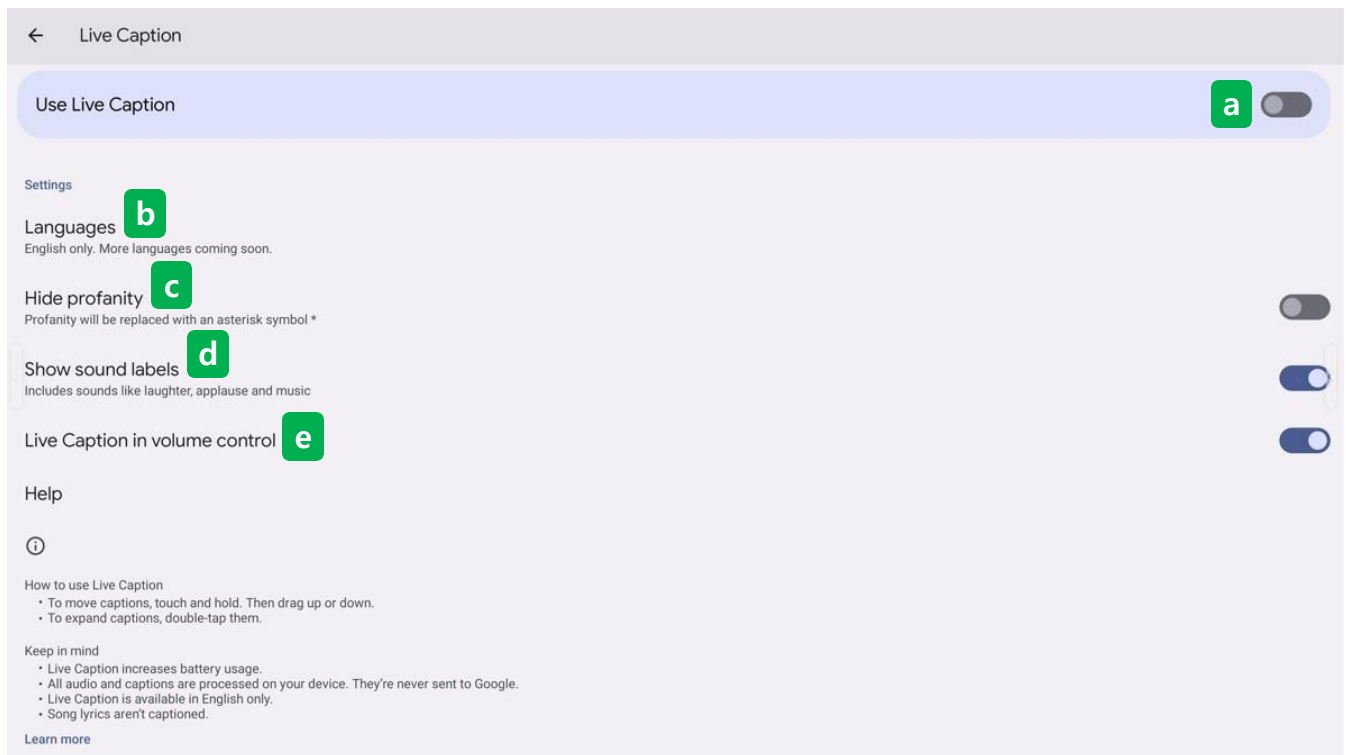 Live Caption
Use Live Caption
a
Settings
Languages
b
English only. More languages coming soon.
Hide profanity
c
Profanity will be replaced with an asterisk symbol *
Show sound labels
d
Includes sounds like laughter, applause and music
Live Caption in volume control
e
Help
How to use Live Caption
• To move captions, touch and hold. Then drag up or down.
• To expand captions, double-tap them.
Keep in mind
• Live Caption increases battery usage.
• All audio and captions are processed on your device. They're never sent to Google.
• Live Caption is available in English only.
• Song lyrics aren't captioned.
Learn more